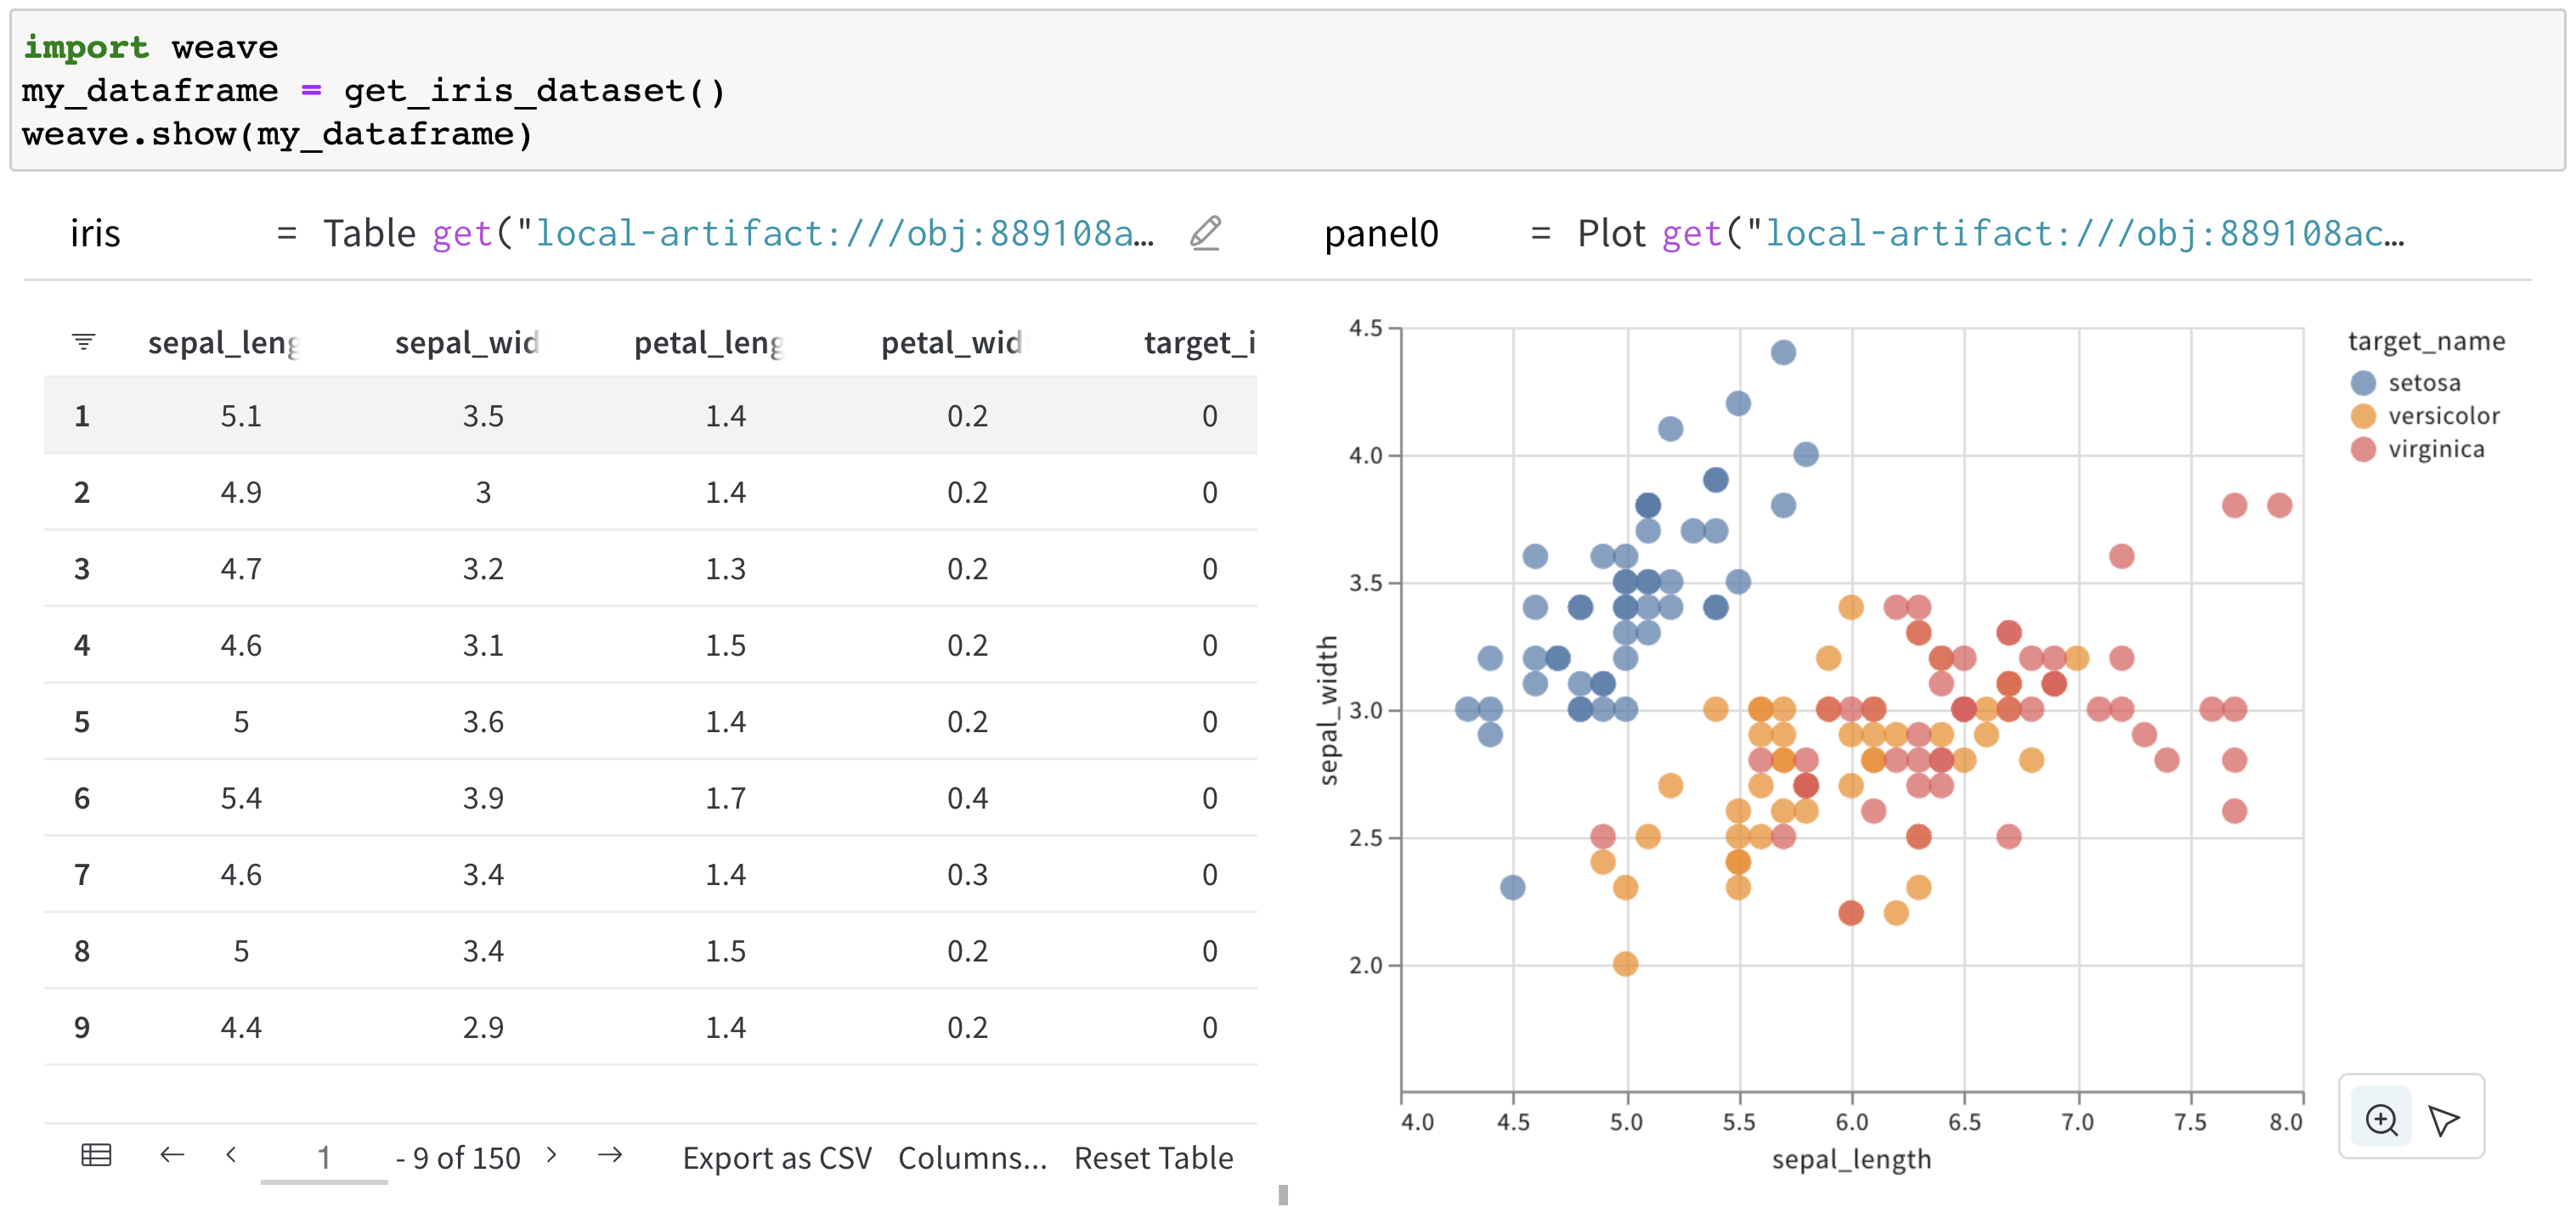 import weave
my_dataframe = get_iris_dataset()
weave.show(my_dataframe)
iris = Table get("local-artifact:///obj:889108a…
panel0 = Plot get("local-artifact:///obj:889108ac…
sepal_leng sepal_wid petal_leng petal_wid target_i
1 5.1 3.5 1.4 0.2 0
2 4.9 3 1.4 0.2 0
3 4.7 3.2 1.3 0.2 0
4 4.6 3.1 1.5 0.2 0
5 5 3.6 1.4 0.2 0
6 5.4 3.9 1.7 0.4 0
7 4.6 3.4 1.4 0.3 0
8 5 3.4 1.5 0.2 0
9 4.4 2.9 1.4 0.2 0
1 - 9 of 150 Export as CSV Columns... Reset Table
sepal_width
4.5
4.0
3.5
3.0
2.5
2.0
4.0 4.5 5.0 5.5 6.0 6.5 7.0 7.5 8.0
sepal_length
target_name
setosa
versicolor
virginica